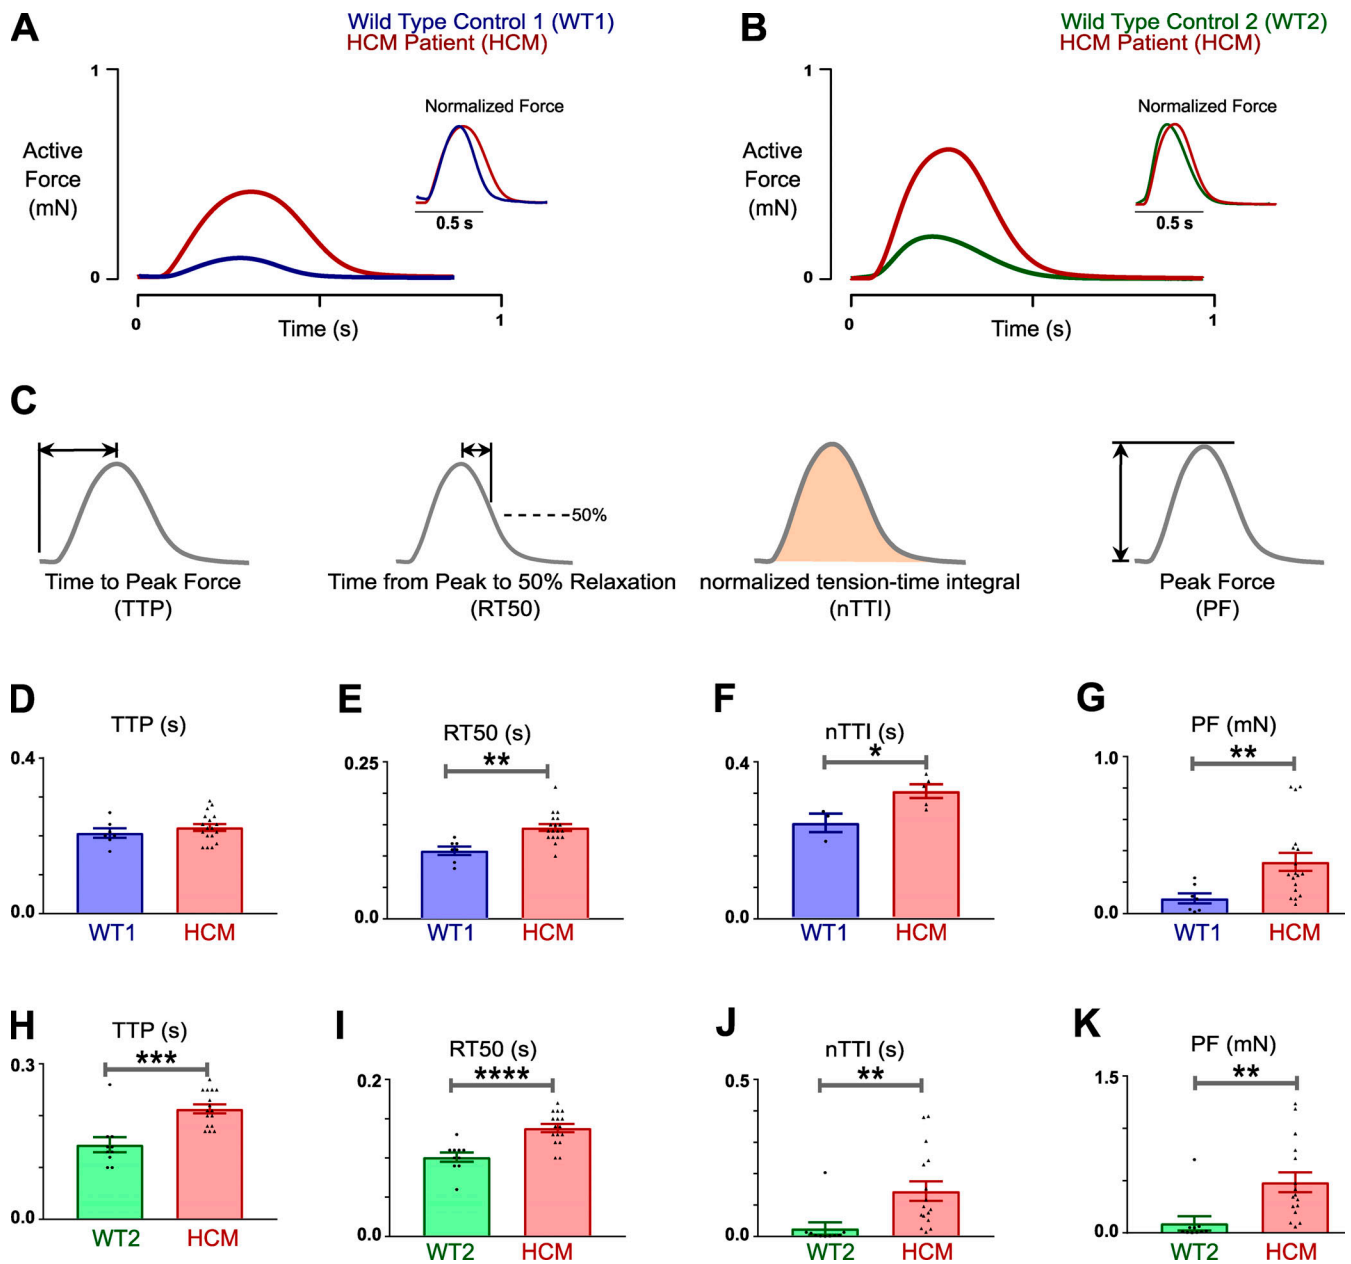 A
Wild Type Control 1 (WT1)
HCM Patient (HCM)
1
Active
Force
(mN)
0
Normalized Force
0.5 s
0
Time (s)
1
B
Wild Type Control 2 (WT2)
HCM Patient (HCM)
1
Active
Force
(mN)
0
Normalized Force
0.5 s
0
Time (s)
1
C
50%
Time to Peak Force
(TTP)
Time from Peak to 50% Relaxation
(RT50)
normalized tension-time integral
(nTTI)
Peak Force
(PF)
D
TTP (s)
0.4
0.0
WT1
HCM
E
RT50 (s)
**
0.25
0.0
WT1
HCM
F
nTTI (s)
*
0.4
0.0
WT1
HCM
G
PF (mN)
**
1.0
0.0
WT1
HCM
H
TTP (s)
***
0.3
0.0
WT2
HCM
I
RT50 (s)
****
0.2
0.0
WT2
HCM
J
nTTI (s)
**
0.5
0.0
WT2
HCM
K
PF (mN)
**
1.5
0.0
WT2
HCM